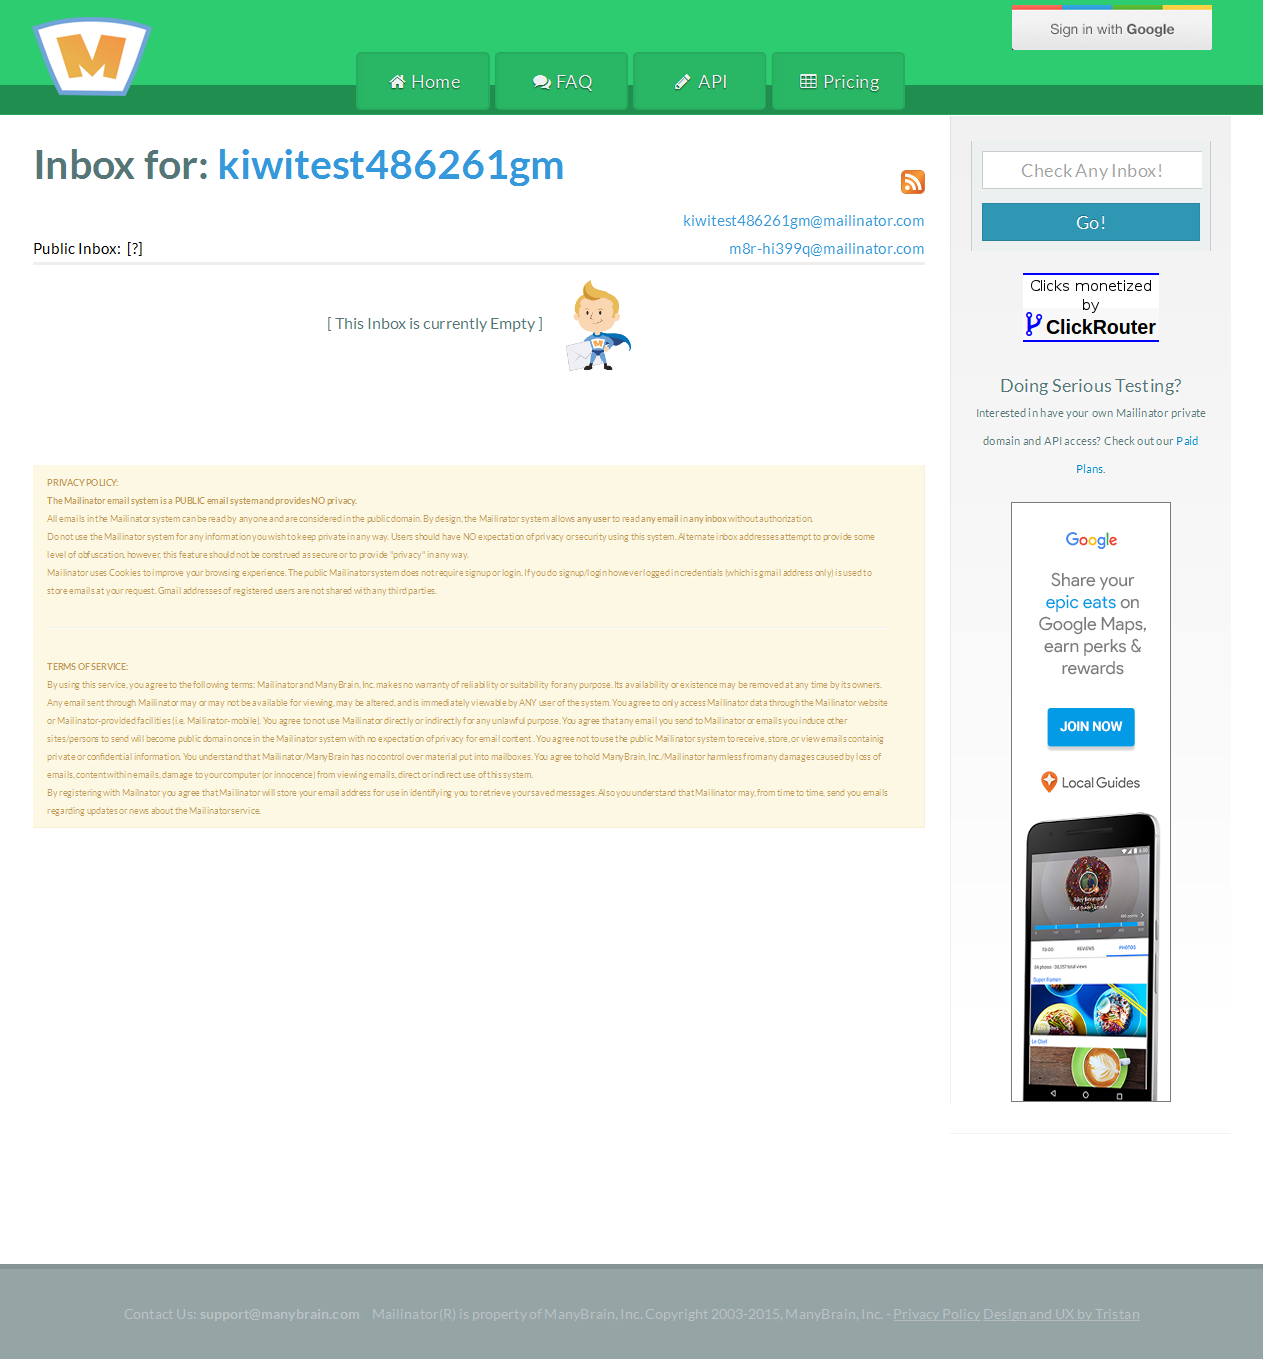 M
Sign in with Google
Home
FAQ
API
Pricing
Inbox for: kiwitest486261gm
kiwitest486261gm@mailinator.com
Public Inbox: [?]
m8r-hi399q@mailinator.com
[ This Inbox is currently Empty ]
M
PRIVACY POLICY:
The Mailinator email system is a PUBLIC email system and provides NO privacy.
All emails in the Mailinator system can be read by anyone and are considered in the public domain. By design, the Mailinator system allows any user to read any email in any inbox without authorization.
Do not use the Mailinator system for any information you wish to keep private in any way. Users should have NO expectation of privacy or security using this system. Alternate inbox addresses attempt to provide some
level of obfuscation, however, this feature should not be construed as secure or to provide "privacy" in any way.
Mailinator uses Cookies to improve your browsing experience. The public Mailinator system does not require signup or login. If you do signup/login however logged in credentials (which is gmail address only) is used to
store emails at your request. Gmail addresses of registered users are not shared with any third parties.
TERMS OF SERVICE:
By using this service, you agree to the following terms: Mailinator and ManyBrain, Inc. makes no warranty of reliability or suitability for any purpose. Its availability or existence may be removed at any time by its owners.
Any email sent through Mailinator may or may not be available for viewing, may be altered, and is immediately viewable by ANY user of the system. You agree to only access Mailinator data through the Mailinator website
or Mailinator-provided facilities (i.e. Mailinator-mobile). You agree to not use Mailinator directly or indirectly for any unlawful purpose. You agree that any email you send to Mailinator or emails you induce other
sites/persons to send will become public domain once in the Mailinator system with no expectation of privacy for email content . You agree not to use the public Mailinator system to receive, store, or view emails containig
private or confidential information. You understand that Mailinator/ManyBrain has no control over material put into mailboxes. You agree to hold ManyBrain, Inc./Mailinator harmless from any damages caused by loss of
emails, content within emails, damage to your computer (or innocence) from viewing emails, direct or indirect use of this system.
By registering with Mailnator you agree that Mailinator will store your email address for use in identifying you to retrieve your saved messages. Also you understand that Mailinator may, from time to time, send you emails
regarding updates or news about the Mailinator service.
Check Any Inbox!
Go!
Clicks monetized
by
ClickRouter
Doing Serious Testing?
Interested in have your own Mailinator private
domain and API access? Check out our Paid
Plans.
Google
Share your
epic eats on
Google Maps,
earn perks &
rewards
JOIN NOW
Local Guides
TO-DO REVIEWS PHOTOS
Super Ramen
Le Chef
Contact Us: support@manybrain.com Mailinator(R) is property of ManyBrain, Inc. Copyright 2003-2015, ManyBrain, Inc. - Privacy Policy Design and UX by Tristan